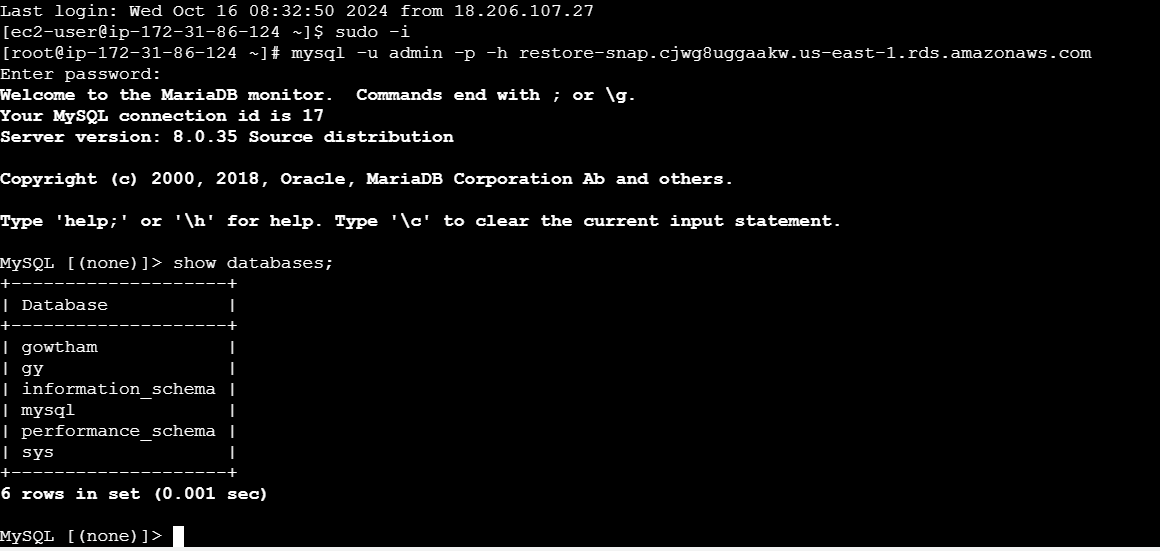 Last login: Wed Oct 16 08:32:50 2024 from 18.206.107.27
[ec2-user@ip-172-31-86-124 ~]$ sudo -i
[root@ip-172-31-86-124 ~]# mysql -u admin -p -h restore-snap.cjwg8uggaakw.us-east-1.rds.amazonaws.com
Enter password:
Welcome to the MariaDB monitor.  Commands end with ; or \g.
Your MySQL connection id is 17
Server version: 8.0.35 Source distribution

Copyright (c) 2000, 2018, Oracle, MariaDB Corporation Ab and others.

Type 'help;' or '\h' for help. Type '\c' to clear the current input statement.

MySQL [(none)]> show databases;
+--------------------+
| Database           |
+--------------------+
| gowtham            |
| gy                 |
| information_schema |
| mysql              |
| performance_schema |
| sys                |
+--------------------+
6 rows in set (0.001 sec)

MySQL [(none)]>